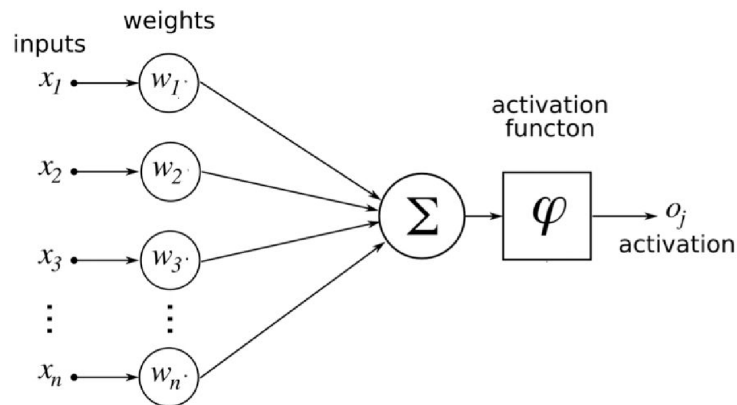 weights
inputs
x1 w1
activation
functon
x2 w2
Σ φ oj
activation
x3 w3
⋮ ⋮
xn wn